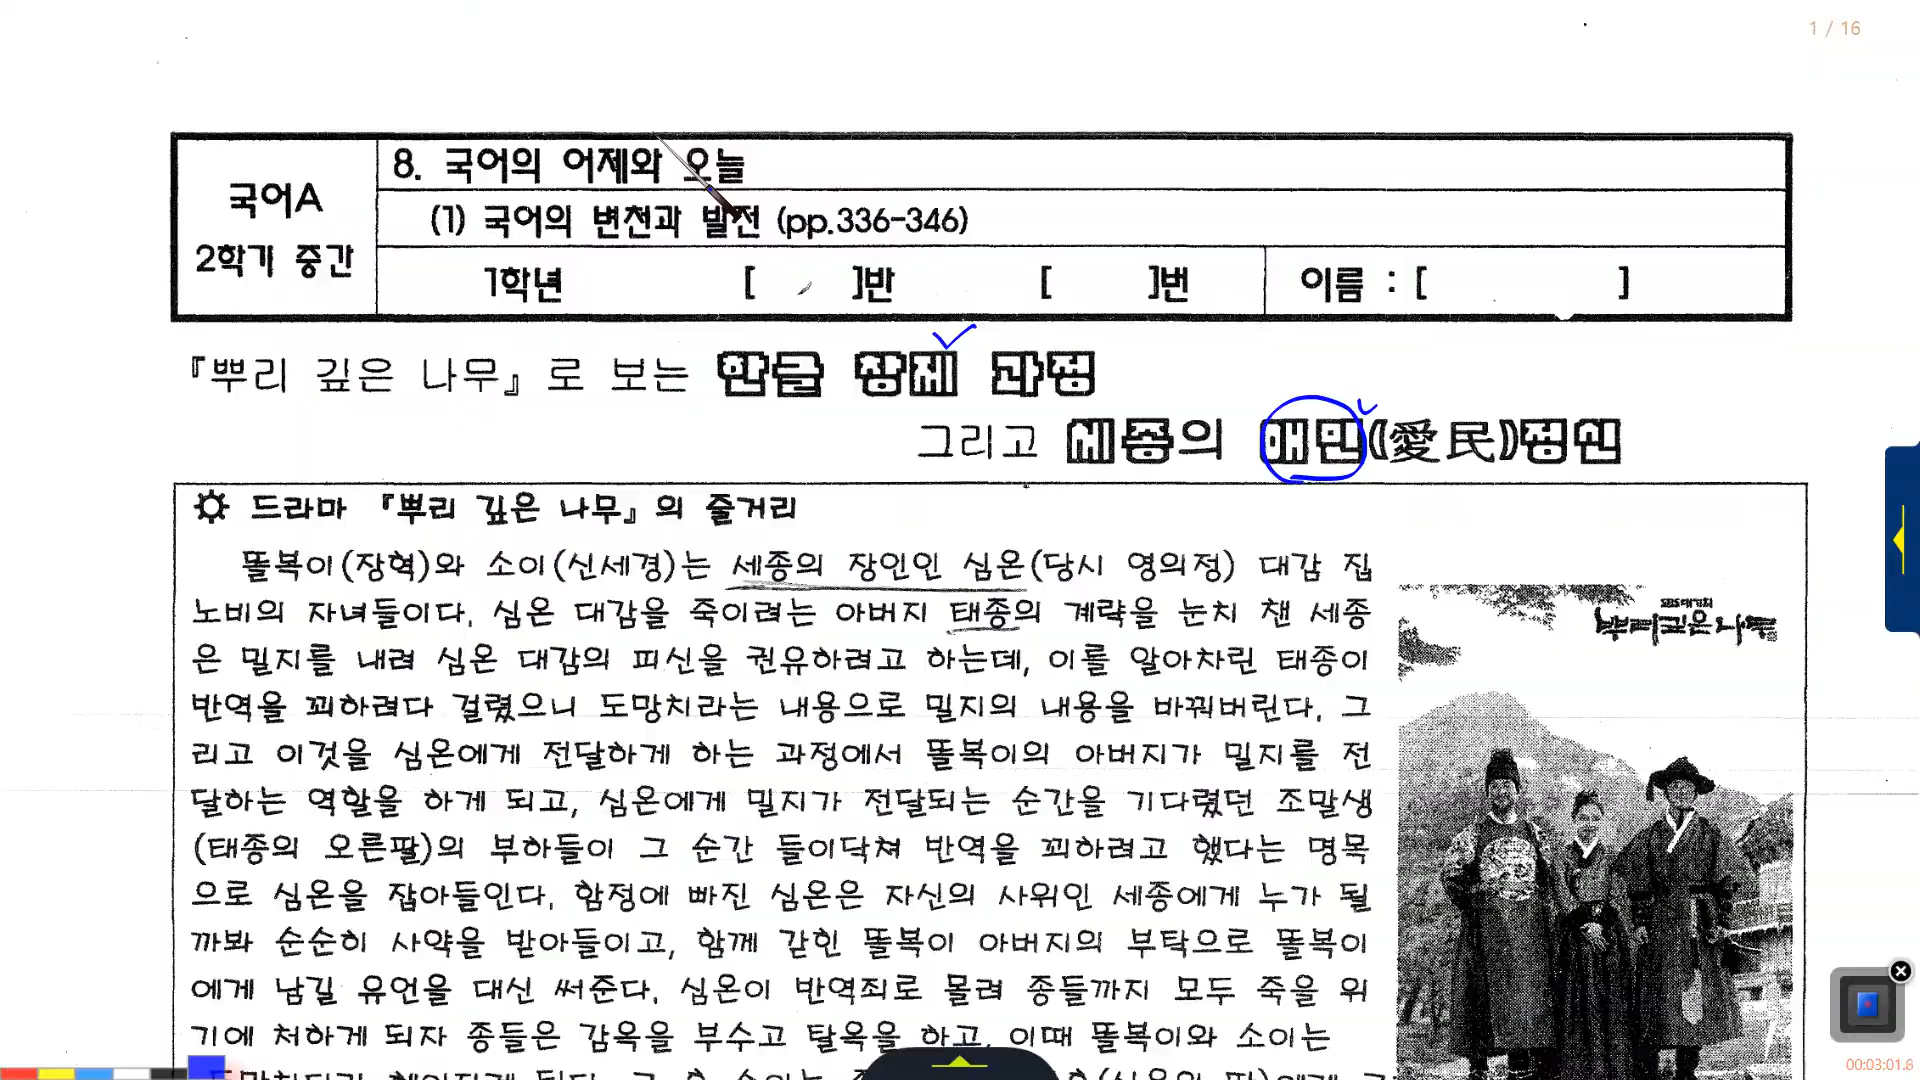 1 / 16
국어A
2학기 중간
8. 국어의 어제와 오늘
(1) 국어의 변천과 발전 (pp.336-346)
1학년 [ ]반 [ ]번 이름 : [ ]
『뿌리 깊은 나무』로 보는 한글 창제 과정
그리고 세종의 애민(愛民)정신
드라마 『뿌리 깊은 나무』의 줄거리
똘복이(장혁)와 소이(신세경)는 세종의 장인인 심온(당시 영의정) 대감 집
노비의 자녀들이다. 심온 대감을 죽이려는 아버지 태종의 계략을 눈치 챈 세종
은 밀지를 내려 심온 대감의 피신을 권유하려고 하는데, 이를 알아차린 태종이
반역을 꾀하려다 걸렸으니 도망치라는 내용으로 밀지의 내용을 바꿔버린다. 그
리고 이것을 심온에게 전달하게 하는 과정에서 똘복이의 아버지가 밀지를 전
달하는 역할을 하게 되고, 심온에게 밀지가 전달되는 순간을 기다렸던 조말생
(태종의 오른팔)의 부하들이 그 순간 들이닥쳐 반역을 꾀하려고 했다는 명목
으로 심온을 잡아들인다. 함정에 빠진 심온은 자신의 사위인 세종에게 누가 될
까봐 순순히 사약을 받아들이고, 함께 갇힌 똘복이 아버지의 부탁으로 똘복이
에게 남길 유언을 대신 써준다. 심온이 반역죄로 몰려 종들까지 모두 죽을 위
기에 처하게 되자 종들은 감옥을 부수고 탈옥을 하고, 이때 똘복이와 소이는
SBS대기획
뿌리깊은나무
00:03:01.6